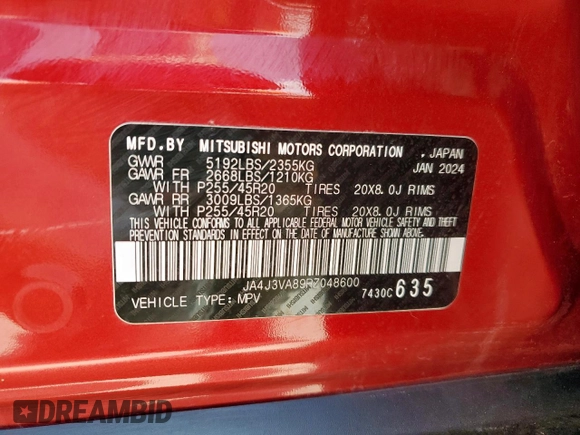 MFD.BY MITSUBISHI MOTORS CORPORATION , JAPAN
GVWR 5192LBS/2355KG JAN 2024
GAWR FR 2668LBS/1210KG
WITH P255/45R20 TIRES 20X8.0J RIMS
GAWR RR 3009LBS/1365KG
WITH P255/45R20 TIRES 20X8.0J RIMS
THIS VEHICLE CONFORMS TO ALL APPLICABLE FEDERAL MOTOR VEHICLE SAFETY AND THEFT
PREVENTION STANDARDS IN EFFECT ON THE DATE OF MANUFACTURE SHOWN ABOVE.
JA4J3VA89RZ048600
VEHICLE TYPE: MPV 7430C635
DREAMBID